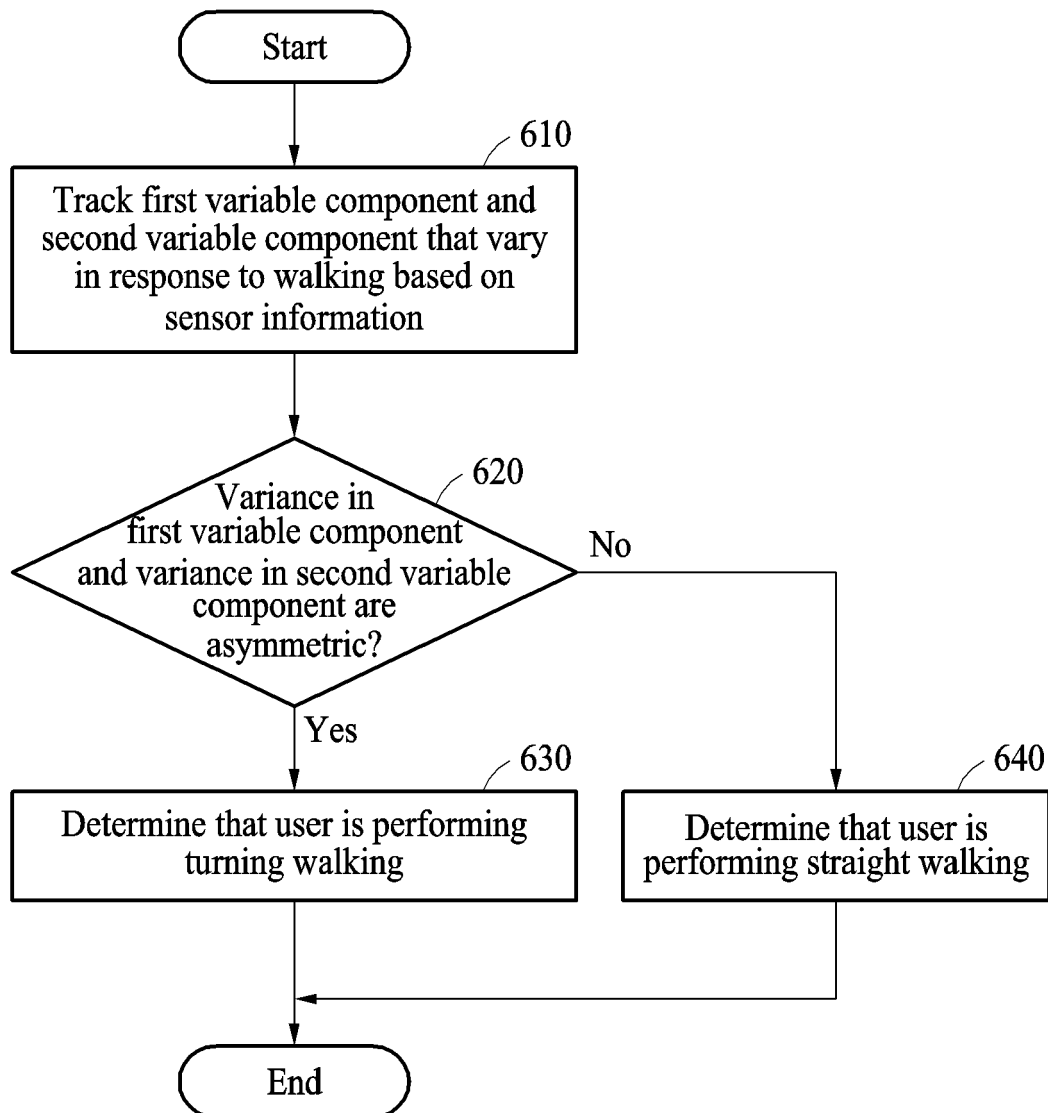 Start
610
Track first variable component and
second variable component that vary
in response to walking based on
sensor information
620
Variance in
first variable component
and variance in second variable
component are
asymmetric?
No
Yes
630
Determine that user is performing
turning walking
640
Determine that user is
performing straight walking
End